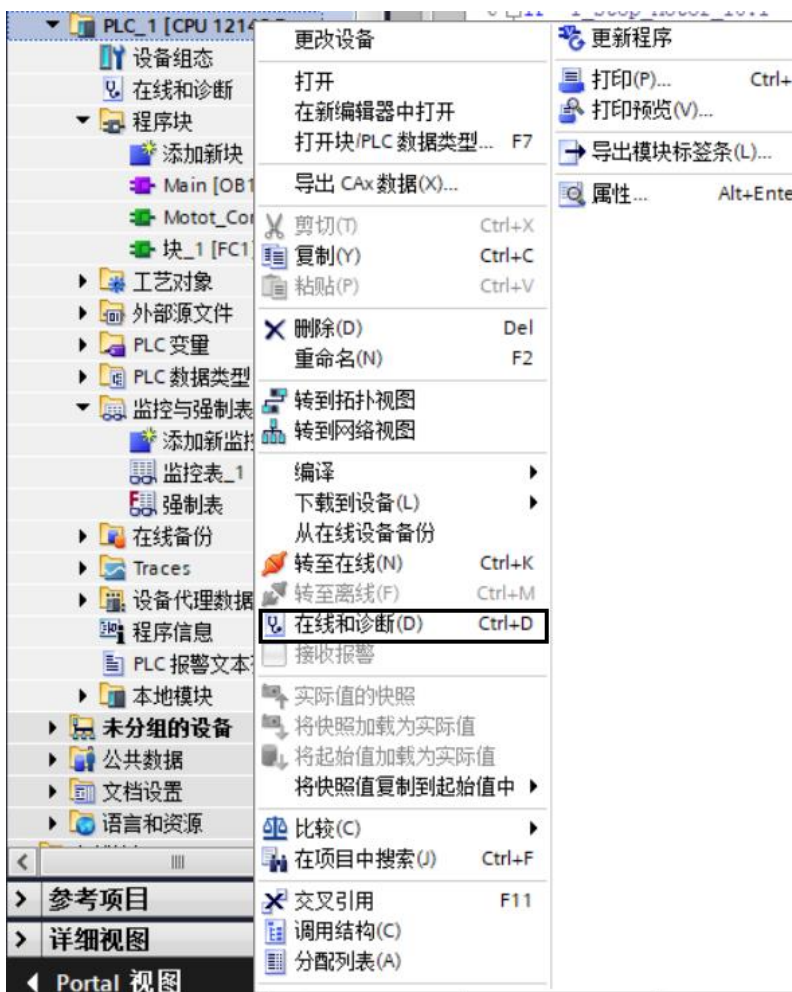 PLC_1 [CPU 1214
设备组态
在线和诊断
程序块
添加新块
Main [OB1
Motot_Con
块_1 [FC1]
工艺对象
外部源文件
PLC 变量
PLC 数据类型
监控与强制表
添加新监控
监控表_1
强制表
在线备份
Traces
设备代理数据
程序信息
PLC 报警文本
本地模块
未分组的设备
公共数据
文档设置
语言和资源
参考项目
详细视图
Portal 视图
更改设备
打开
在新编辑器中打开
打开块/PLC 数据类型... F7
导出 CAx 数据(X)...
剪切(T) Ctrl+X
复制(Y) Ctrl+C
粘贴(P) Ctrl+V
删除(D) Del
重命名(N) F2
转到拓扑视图
转到网络视图
编译
下载到设备(L)
从在线设备备份
转至在线(N) Ctrl+K
转至离线(F) Ctrl+M
在线和诊断(D) Ctrl+D
接收报警
实际值的快照
将快照加载为实际值
将起始值加载为实际值
将快照值复制到起始值中
比较(C)
在项目中搜索(J) Ctrl+F
交叉引用 F11
调用结构(C)
分配列表(A)
更新程序
打印(P)... Ctrl+
打印预览(V)...
导出模块标签条(L)...
属性... Alt+Ente